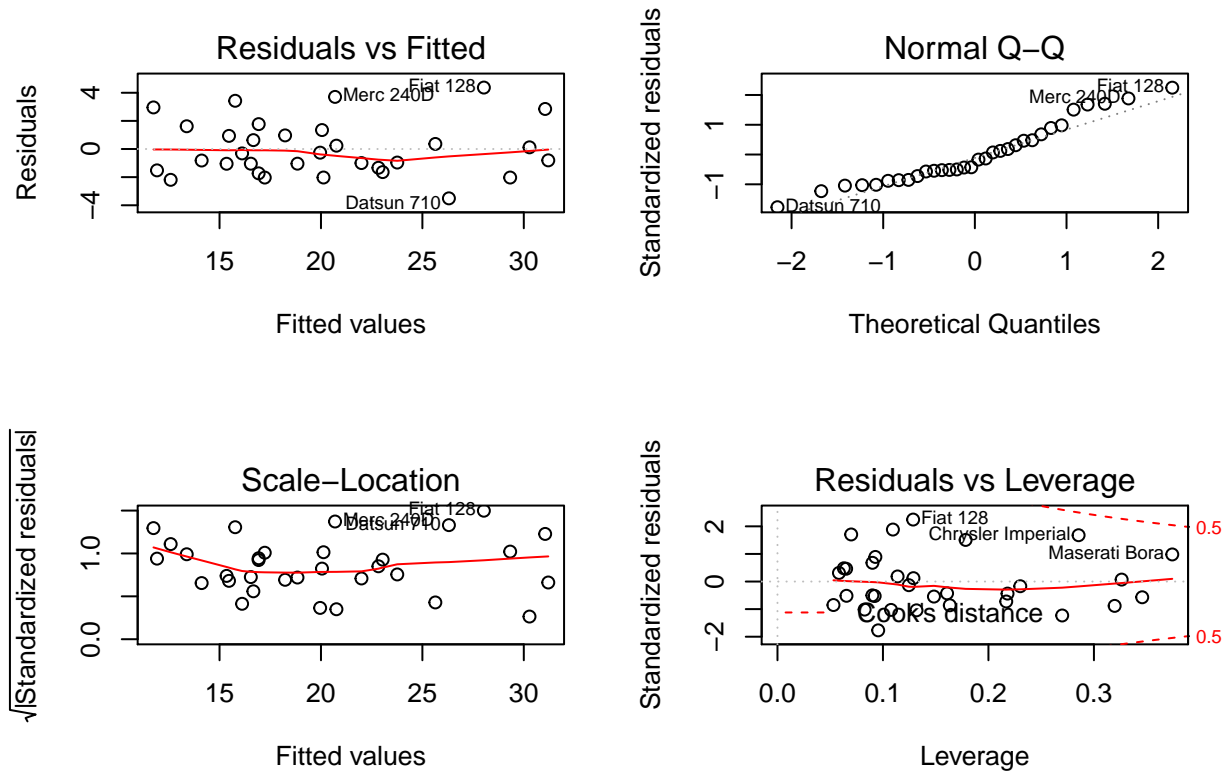 Residuals vs Fitted
Residuals
4
0
−4
Fiat 128
Merc 240D
Datsun 710
15 20 25 30
Fitted values
Normal Q−Q
Standardized residuals
1
−1
Fiat 128
Merc 240D
Datsun 710
−2 −1 0 1 2
Theoretical Quantiles
Scale−Location
√|Standardized residuals|
1.0
0.0
Fiat 128
Merc 240D
Datsun 710
15 20 25 30
Fitted values
Residuals vs Leverage
Standardized residuals
2
0
−2
Fiat 128
Chrysler Imperial
Maserati Bora
Cook's distance
0.5
0.5
0.0 0.1 0.2 0.3
Leverage